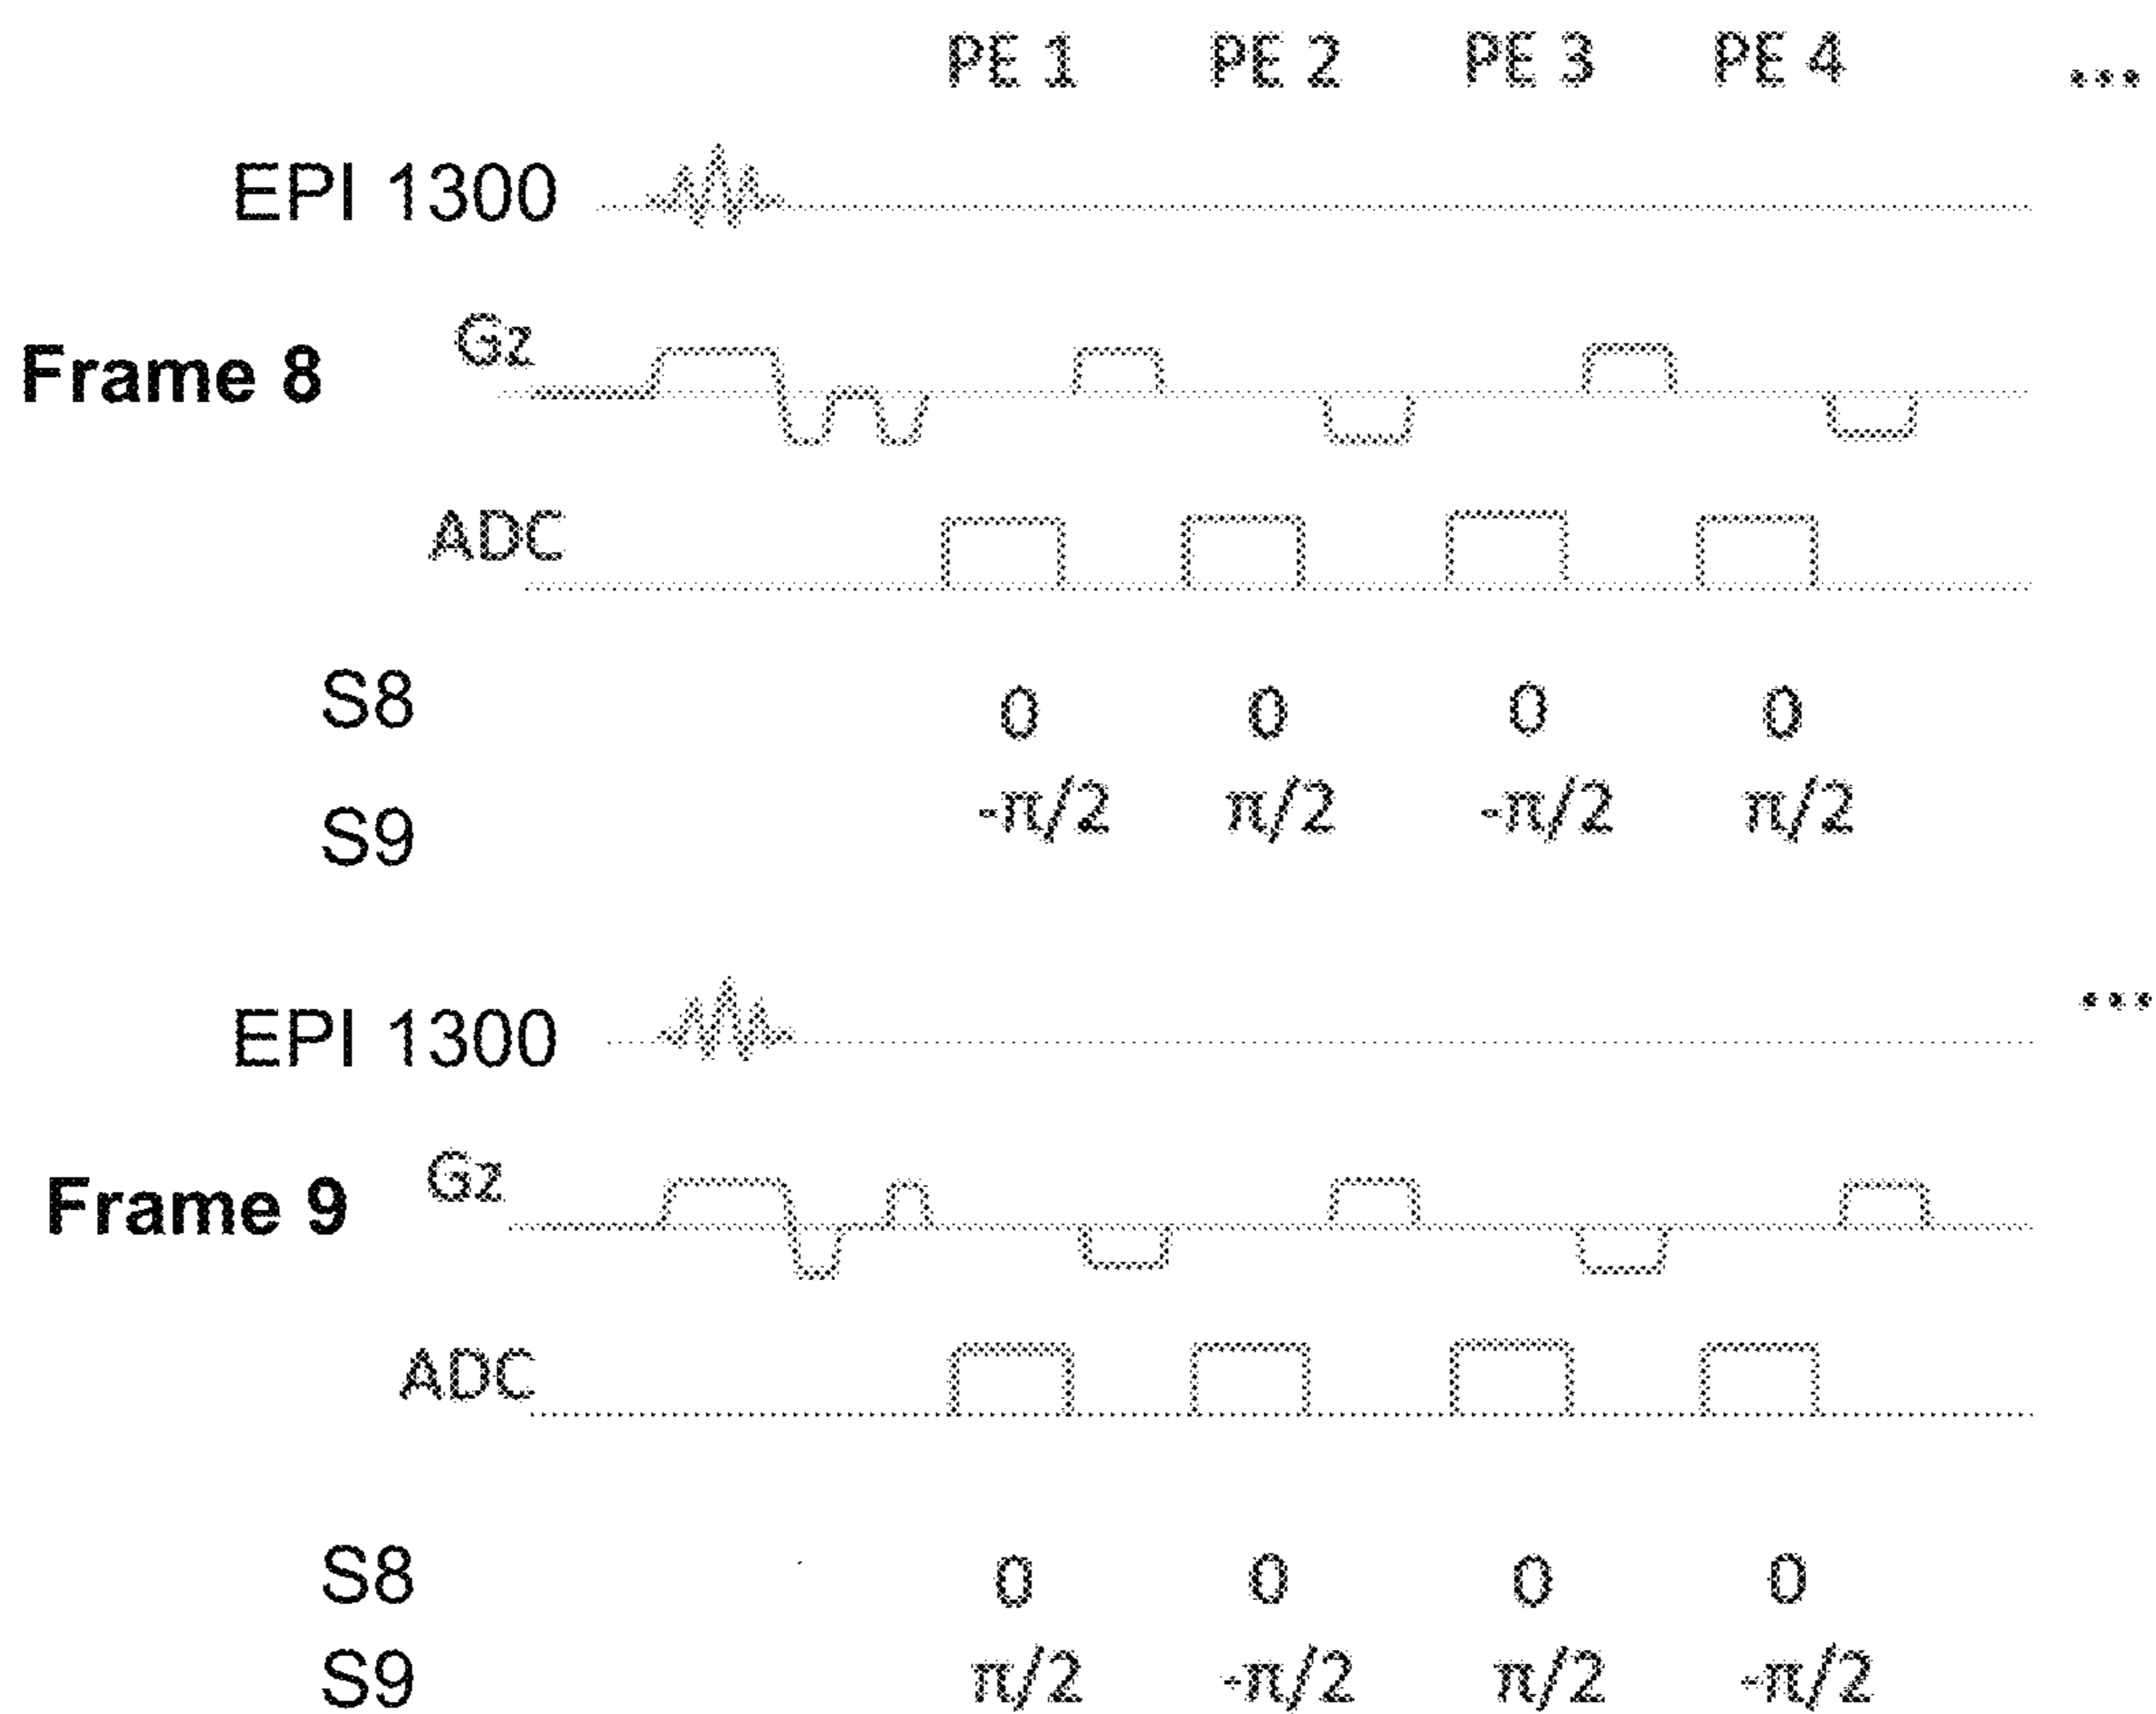 PE 1 PE 2 PE 3 PE 4 ...
EPI 1300
Gz
Frame 8
ADC
S8 0 0 0 0
S9 -π/2 π/2 -π/2 π/2
EPI 1300 ...
Gz
Frame 9
ADC
S8 0 0 0 0
S9 π/2 -π/2 π/2 -π/2